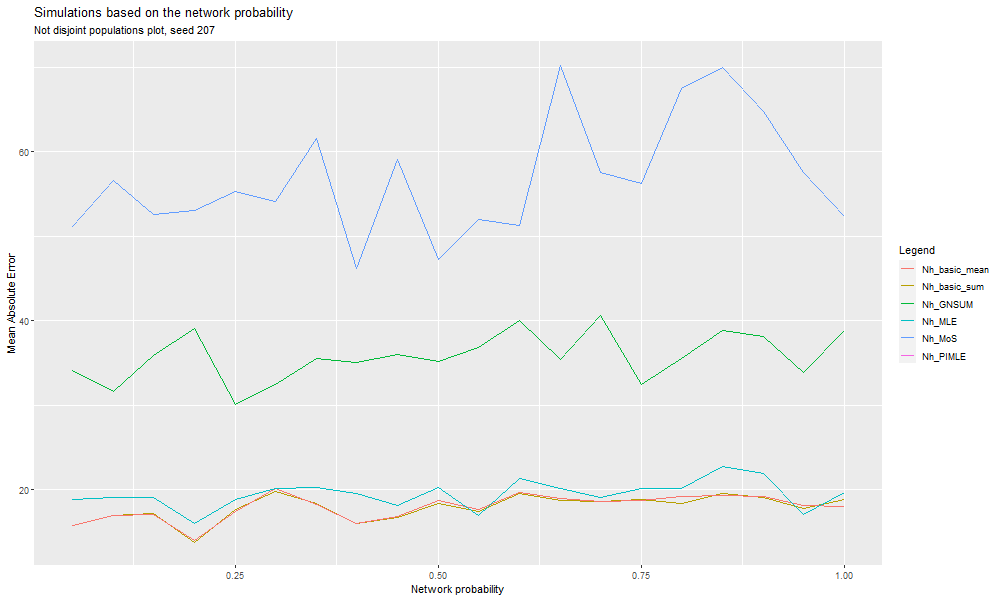 Simulations based on the network probability
Not disjoint populations plot, seed 207
Mean Absolute Error
60
40
20
0.25
0.50
0.75
1.00
Network probability
Legend
Nh_basic_mean
Nh_basic_sum
Nh_GNSUM
Nh_MLE
Nh_MoS
Nh_PIMLE